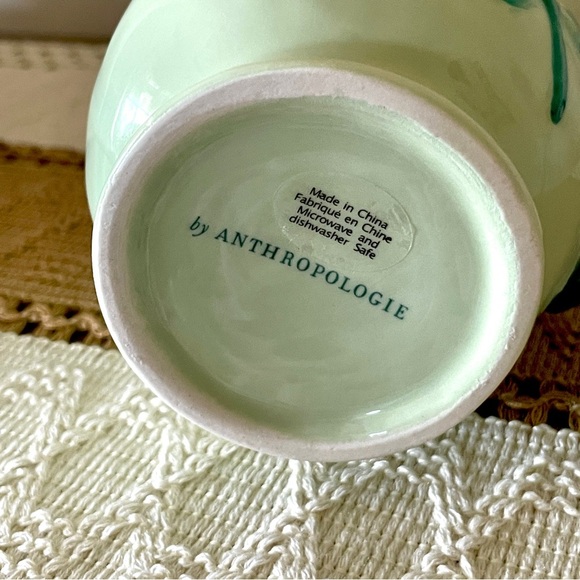 Made in China
Fabriqué en Chine
Microwave and
dishwasher Safe
by ANTHROPOLOGIE